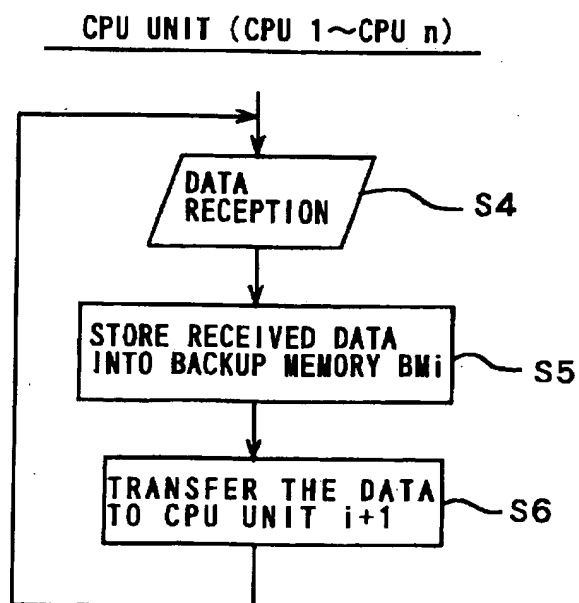 CPU UNIT (CPU 1～CPU n)
DATA
RECEPTION
S4
STORE RECEIVED DATA
INTO BACKUP MEMORY BMi
S5
TRANSFER THE DATA
TO CPU UNIT i+1
S6